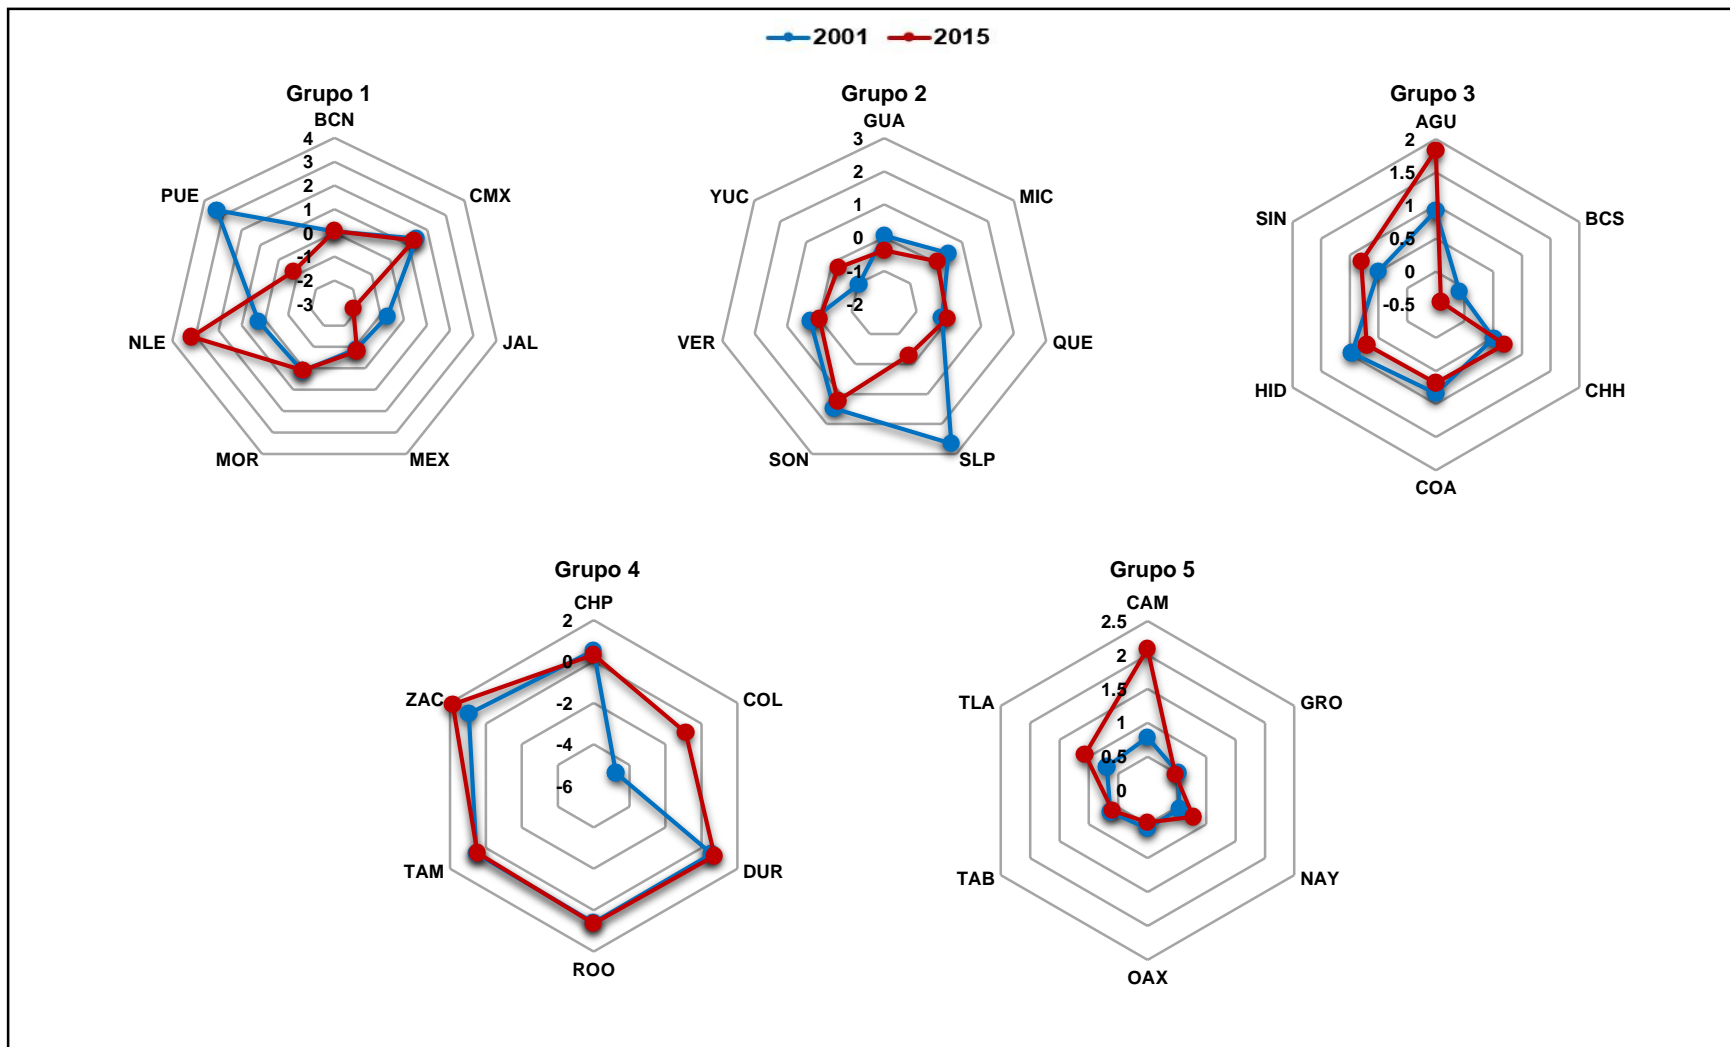 2001 2015
Grupo 1
BCN
4
3
2
1
0
-1
-2
-3
CMX
JAL
MEX
MOR
NLE
PUE
Grupo 2
GUA
3
2
1
0
-1
-2
MIC
QUE
SLP
SON
VER
YUC
Grupo 3
AGU
2
1.5
1
0.5
0
-0.5
BCS
CHH
COA
HID
SIN
Grupo 4
CHP
2
0
-2
-4
-6
COL
DUR
ROO
TAM
ZAC
Grupo 5
CAM
2.5
2
1.5
1
0.5
0
GRO
NAY
OAX
TAB
TLA